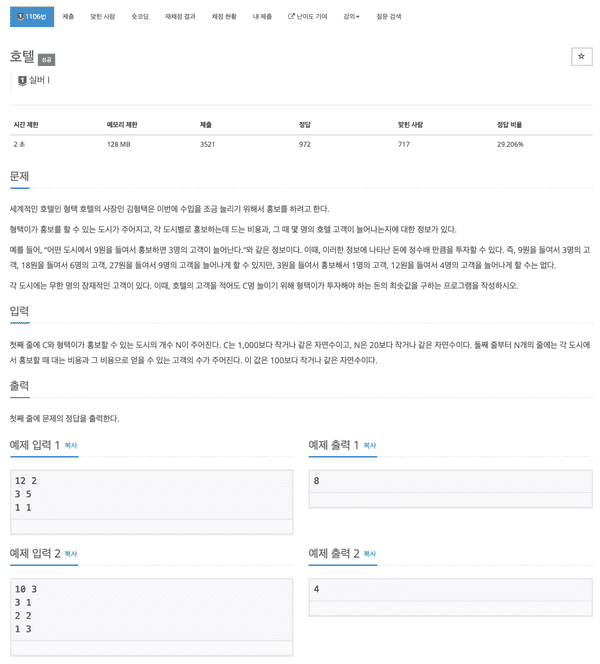 1106번 제출 맞힌 사람 숏코딩 재채점 결과 채점 현황 내 제출 난이도 기여 강의 질문 검색
호텔 성공
실버 I
시간 제한 메모리 제한 제출 정답 맞힌 사람 정답 비율
2 초 128 MB 3521 972 717 29.206%
문제
세계적인 호텔인 형택 호텔의 사장인 김형택은 이번에 수입을 조금 늘리기 위해서 홍보를 하려고 한다.
형택이가 홍보를 할 수 있는 도시가 주어지고, 각 도시별로 홍보하는데 드는 비용과, 그 때 몇 명의 호텔 고객이 늘어나는지에 대한 정보가 있다.
예를 들어, “어떤 도시에서 9원을 들여서 홍보하면 3명의 고객이 늘어난다.”와 같은 정보이다. 이때, 이러한 정보에 나타난 돈에 정수배 만큼을 투자할 수 있다. 즉, 9원을 들여서 3명의 고
객, 18원을 들여서 6명의 고객, 27원을 들여서 9명의 고객을 늘어나게 할 수 있지만, 3원을 들여서 홍보해서 1명의 고객, 12원을 들여서 4명의 고객을 늘어나게 할 수는 없다.
각 도시에는 무한 명의 잠재적인 고객이 있다. 이때, 호텔의 고객을 적어도 C명 늘이기 위해 형택이가 투자해야 하는 돈의 최솟값을 구하는 프로그램을 작성하시오.
입력
첫째 줄에 C와 형택이가 홍보할 수 있는 도시의 개수 N이 주어진다. C는 1,000보다 작거나 같은 자연수이고, N은 20보다 작거나 같은 자연수이다. 둘째 줄부터 N개의 줄에는 각 도시에
서 홍보할 때 대는 비용과 그 비용으로 얻을 수 있는 고객의 수가 주어진다. 이 값은 100보다 작거나 같은 자연수이다.
출력
첫째 줄에 문제의 정답을 출력한다.
예제 입력 1 복사
12 2
3 5
1 1
예제 출력 1 복사
8
예제 입력 2 복사
10 3
3 1
2 2
1 3
예제 출력 2 복사
4